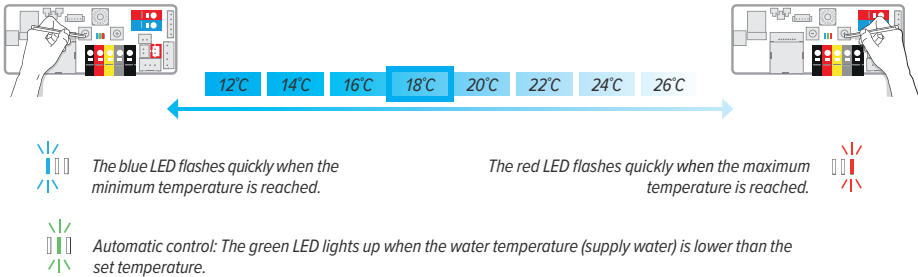 12°C 14°C 16°C 18°C 20°C 22°C 24°C 26°C
The blue LED flashes quickly when the
minimum temperature is reached.
The red LED flashes quickly when the maximum
temperature is reached.
Automatic control: The green LED lights up when the water temperature (supply water) is lower than the
set temperature.